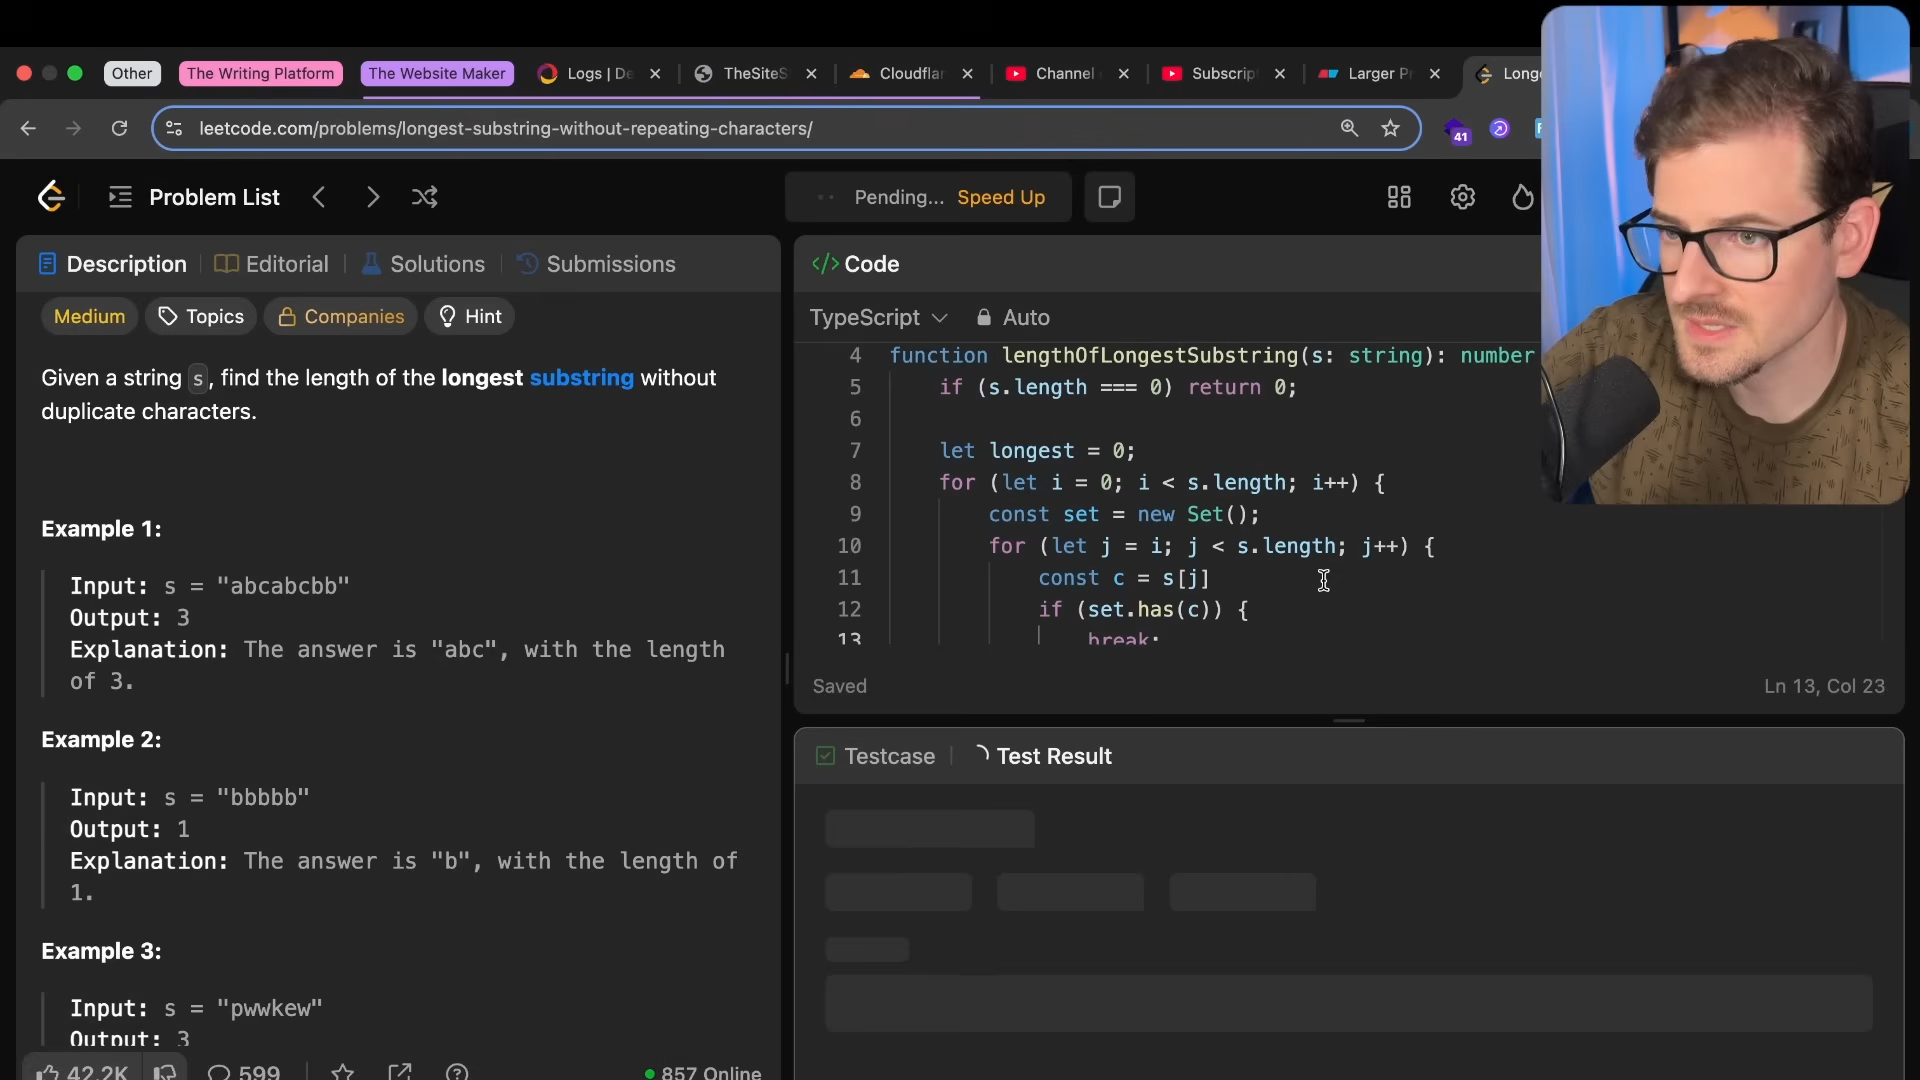 Other
The Writing Platform
The Website Maker
Logs | De
TheSiteS
Cloudflar
Channel
Subscrip
Larger Pr
Long
leetcode.com/problems/longest-substring-without-repeating-characters/
41
Problem List
Pending... Speed Up
Description
Editorial
Solutions
Submissions
Medium
Topics
Companies
Hint
Given a string s, find the length of the longest substring without
duplicate characters.
Example 1:
Input: s = "abcabcbb"
Output: 3
Explanation: The answer is "abc", with the length
of 3.
Example 2:
Input: s = "bbbbb"
Output: 1
Explanation: The answer is "b", with the length of
1.
Example 3:
Input: s = "pwwkew"
Output: 3
42.2K
599
857 Online
</> Code
TypeScript
Auto
4 function lengthOfLongestSubstring(s: string): number
5 if (s.length === 0) return 0;
6
7 let longest = 0;
8 for (let i = 0; i < s.length; i++) {
9 const set = new Set();
10 for (let j = i; j < s.length; j++) {
11 const c = s[j]
12 if (set.has(c)) {
13 break;
Saved
Ln 13, Col 23
Testcase
Test Result